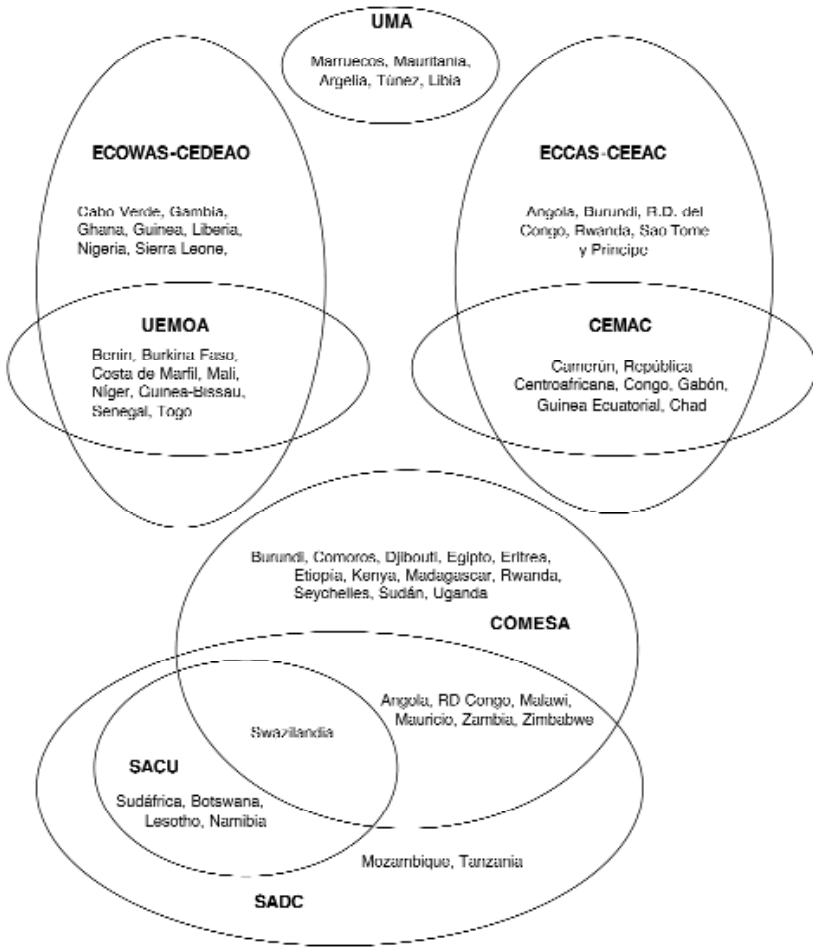 UMA
Marruecos, Mauritania,
Argelia, Túnez, Libia
ECOWAS-CEDEAO
Cabo Verde, Gambia,
Ghana, Guinea, Liberia,
Nigeria, Sierra Leone,
UEMOA
Benin, Burkina Faso,
Costa de Marfil, Mali,
Níger, Guinea-Bissau,
Senegal, Togo
ECCAS-CEEAC
Angola, Burundi, R.D. del
Congo, Rwanda, Sao Tome
y Principe
CEMAC
Camerún, República
Centroafricana, Congo, Gabón,
Guinea Ecuatorial, Chad
Burundi, Comoros, Djibouti, Egipto, Eritrea,
Etiopía, Kenya, Madagascar, Rwanda,
Seychelles, Sudán, Uganda
COMESA
Angola, RD Congo, Malawi,
Mauricio, Zambia, Zimbabwe
Swazilandia
SACU
Sudáfrica, Botswana,
Lesotho, Namibia
Mozambique, Tanzania
SADC